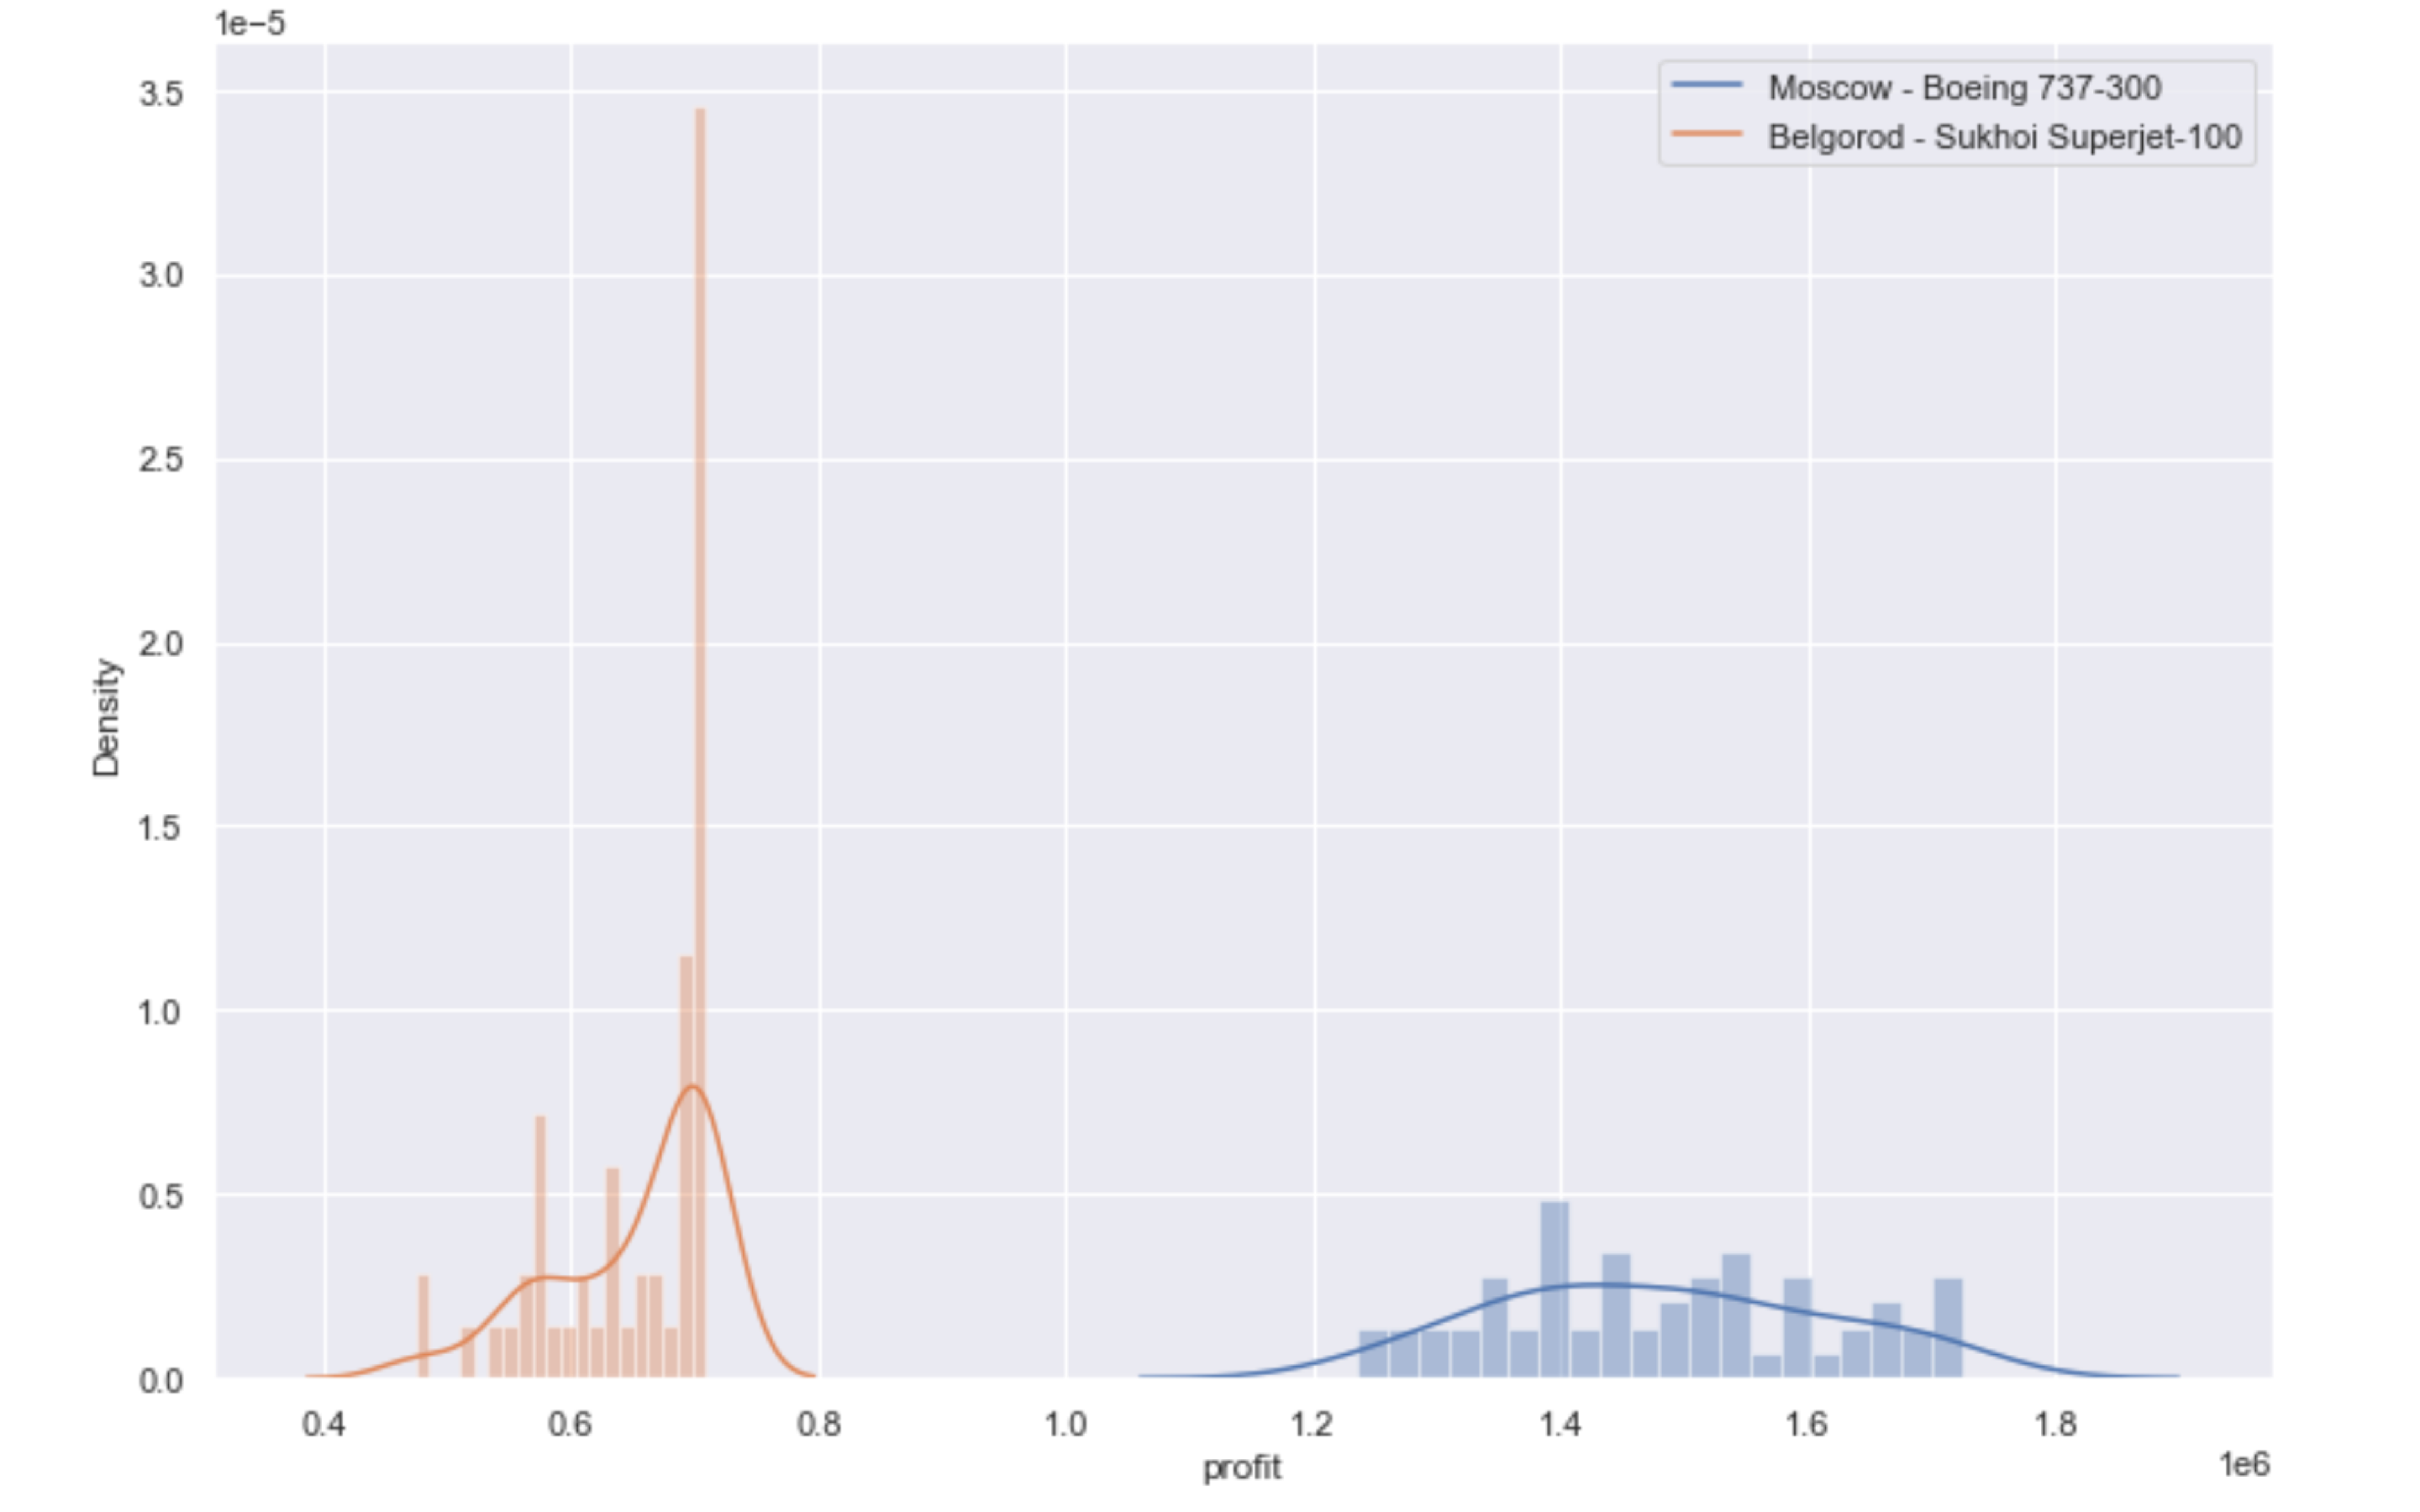 1e−5
3.5
3.0
2.5
2.0
1.5
1.0
0.5
0.0
Density
Moscow - Boeing 737-300
Belgorod - Sukhoi Superjet-100
0.4 0.6 0.8 1.0 1.2 1.4 1.6 1.8
1e6
profit